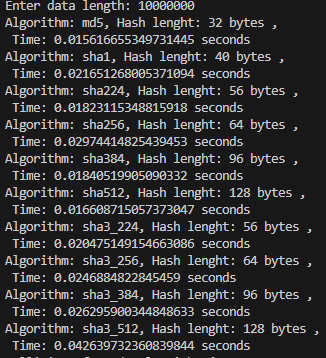 Enter data length: 10000000
Algorithm: md5, Hash lenght: 32 bytes ,
Time: 0.015616655349731445 seconds
Algorithm: sha1, Hash lenght: 40 bytes ,
Time: 0.021651268005371094 seconds
Algorithm: sha224, Hash lenght: 56 bytes ,
Time: 0.01823115348815918 seconds
Algorithm: sha256, Hash lenght: 64 bytes ,
Time: 0.02974414825439453 seconds
Algorithm: sha384, Hash lenght: 96 bytes ,
Time: 0.01840519905090332 seconds
Algorithm: sha512, Hash lenght: 128 bytes ,
Time: 0.016608715057373047 seconds
Algorithm: sha3_224, Hash lenght: 56 bytes ,
Time: 0.020475149154663086 seconds
Algorithm: sha3_256, Hash lenght: 64 bytes ,
Time: 0.0246884822845459 seconds
Algorithm: sha3_384, Hash lenght: 96 bytes ,
Time: 0.026295900344848633 seconds
Algorithm: sha3_512, Hash lenght: 128 bytes ,
Time: 0.042639732360839844 seconds